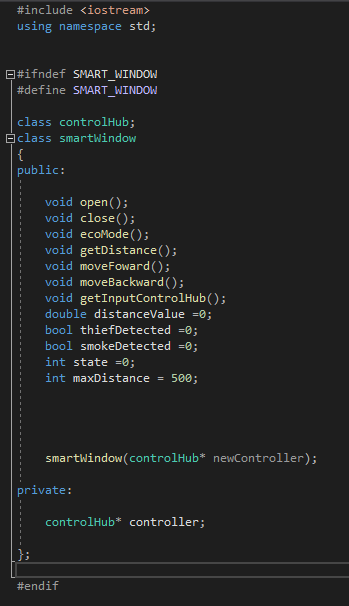 #include <iostream>
using namespace std;
#ifndef SMART_WINDOW
#define SMART_WINDOW
class controlHub;
class smartWindow
{
public:
void open();
void close();
void ecoMode();
void getDistance();
void moveFoward();
void moveBackward();
void getInputControlHub();
double distanceValue =0;
bool thiefDetected =0;
bool smokeDetected =0;
int state =0;
int maxDistance = 500;
smartWindow(controlHub* newController);
private:
controlHub* controller;
};
#endif